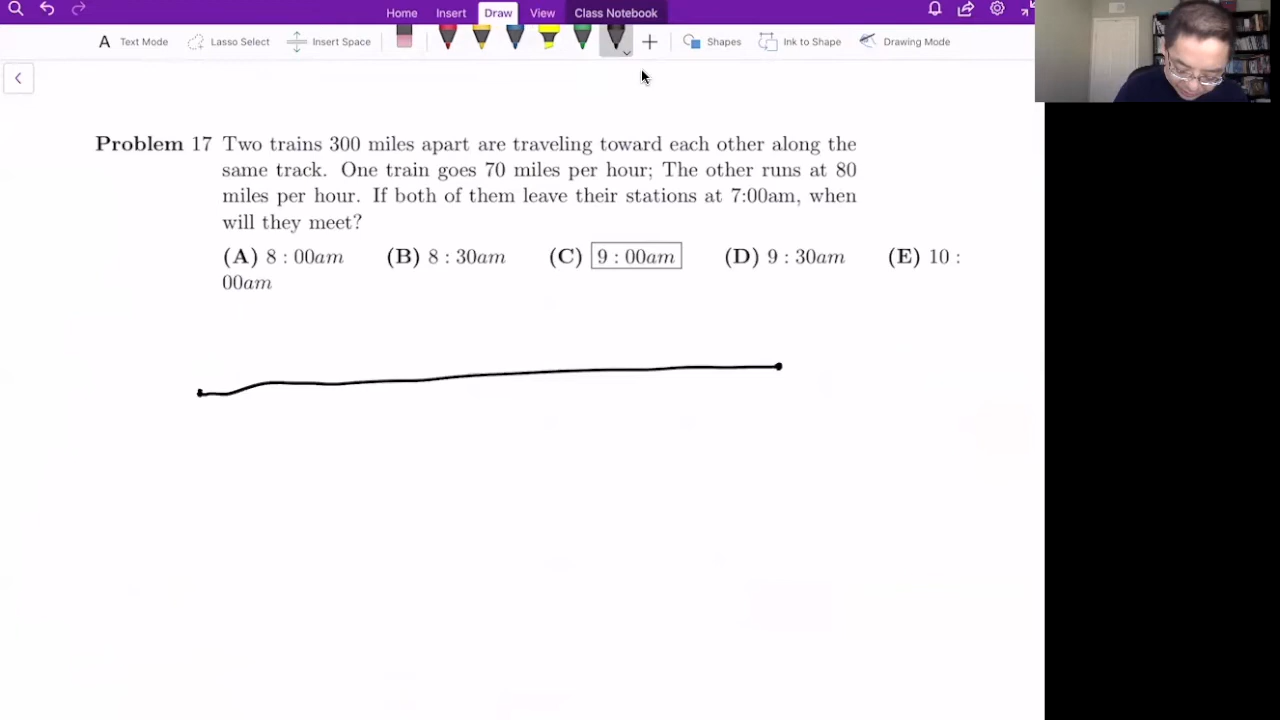 Home Insert Draw View Class Notebook
A Text Mode Lasso Select Insert Space Shapes Ink to Shape Drawing Mode
Problem 17 Two trains 300 miles apart are traveling toward each other along the
same track. One train goes 70 miles per hour; The other runs at 80
miles per hour. If both of them leave their stations at 7:00am, when
will they meet?
(A) 8 : 00am (B) 8 : 30am (C) 9 : 00am (D) 9 : 30am (E) 10 :
00am